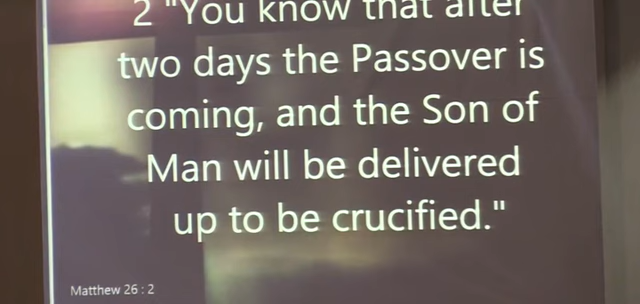 2 "You know that after
two days the Passover is
coming, and the Son of
Man will be delivered
up to be crucified."
Matthew 26 : 2